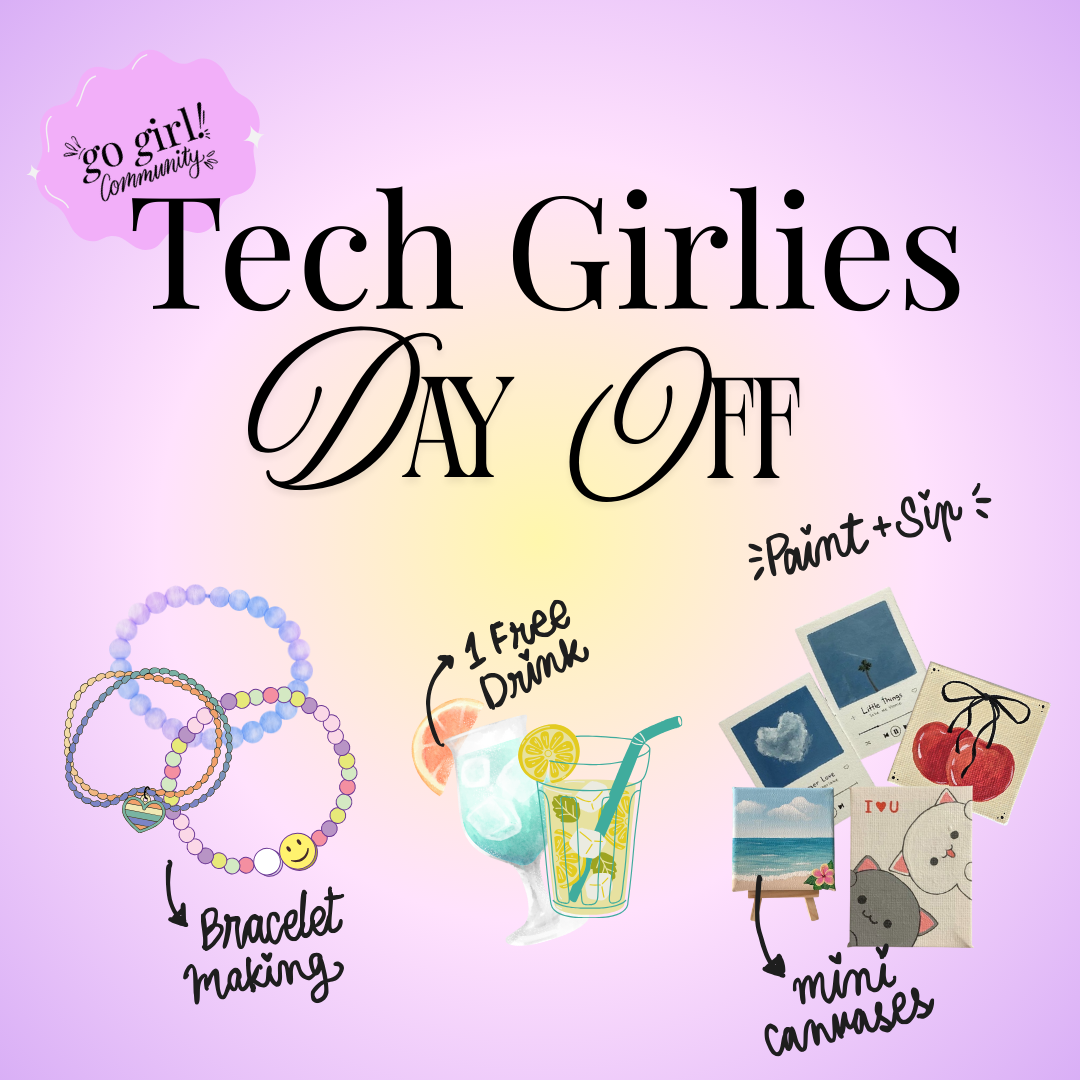 go girl!
Community
Tech Girlies
DAY OFF
Paint + Sip
1 Free
Drink
Little Things
I ♥ U
Bracelet
making
mini
canvases